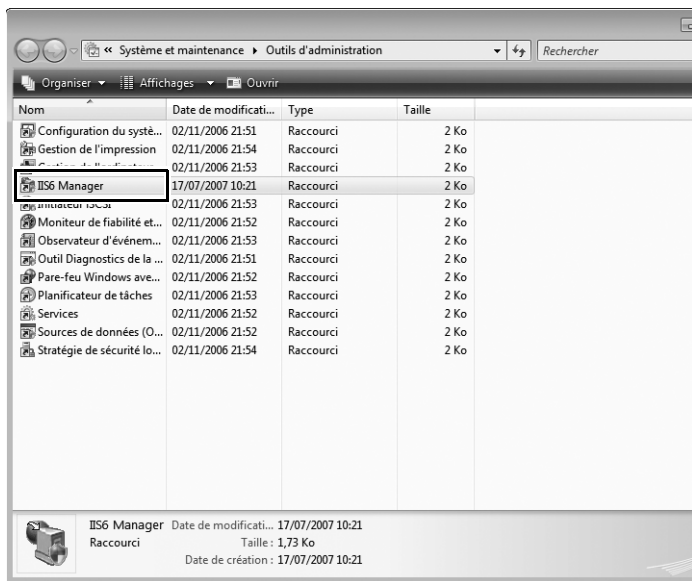 « Système et maintenance ▸ Outils d'administration Rechercher
Organiser Affichages Ouvrir
Nom Date de modificati... Type Taille
Configuration du systè... 02/11/2006 21:51 Raccourci 2 Ko
Gestion de l'impression 02/11/2006 21:54 Raccourci 2 Ko
02/11/2006 21:53 Raccourci 2 Ko
IIS6 Manager 17/07/2007 10:21 Raccourci 2 Ko
Initiateur iSCSI 02/11/2006 21:53 Raccourci 2 Ko
Moniteur de fiabilité et... 02/11/2006 21:52 Raccourci 2 Ko
Observateur d'événem... 02/11/2006 21:53 Raccourci 2 Ko
Outil Diagnostics de la ... 02/11/2006 21:51 Raccourci 2 Ko
Pare-feu Windows ave... 02/11/2006 21:52 Raccourci 2 Ko
Planificateur de tâches 02/11/2006 21:53 Raccourci 2 Ko
Services 02/11/2006 21:52 Raccourci 2 Ko
Sources de données (O... 02/11/2006 21:52 Raccourci 2 Ko
Stratégie de sécurité lo... 02/11/2006 21:54 Raccourci 2 Ko
IIS6 Manager Date de modificati... 17/07/2007 10:21
Raccourci Taille : 1,73 Ko
Date de création : 17/07/2007 10:21